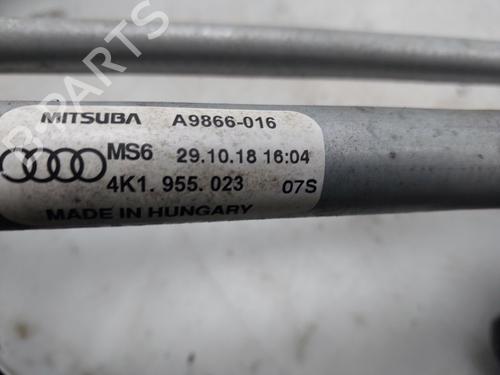 MITSUBA A9866-016
MS6 29.10.18 16:04
4K1. 955. 023 07S
MADE IN HUNGARY
B-PARTS